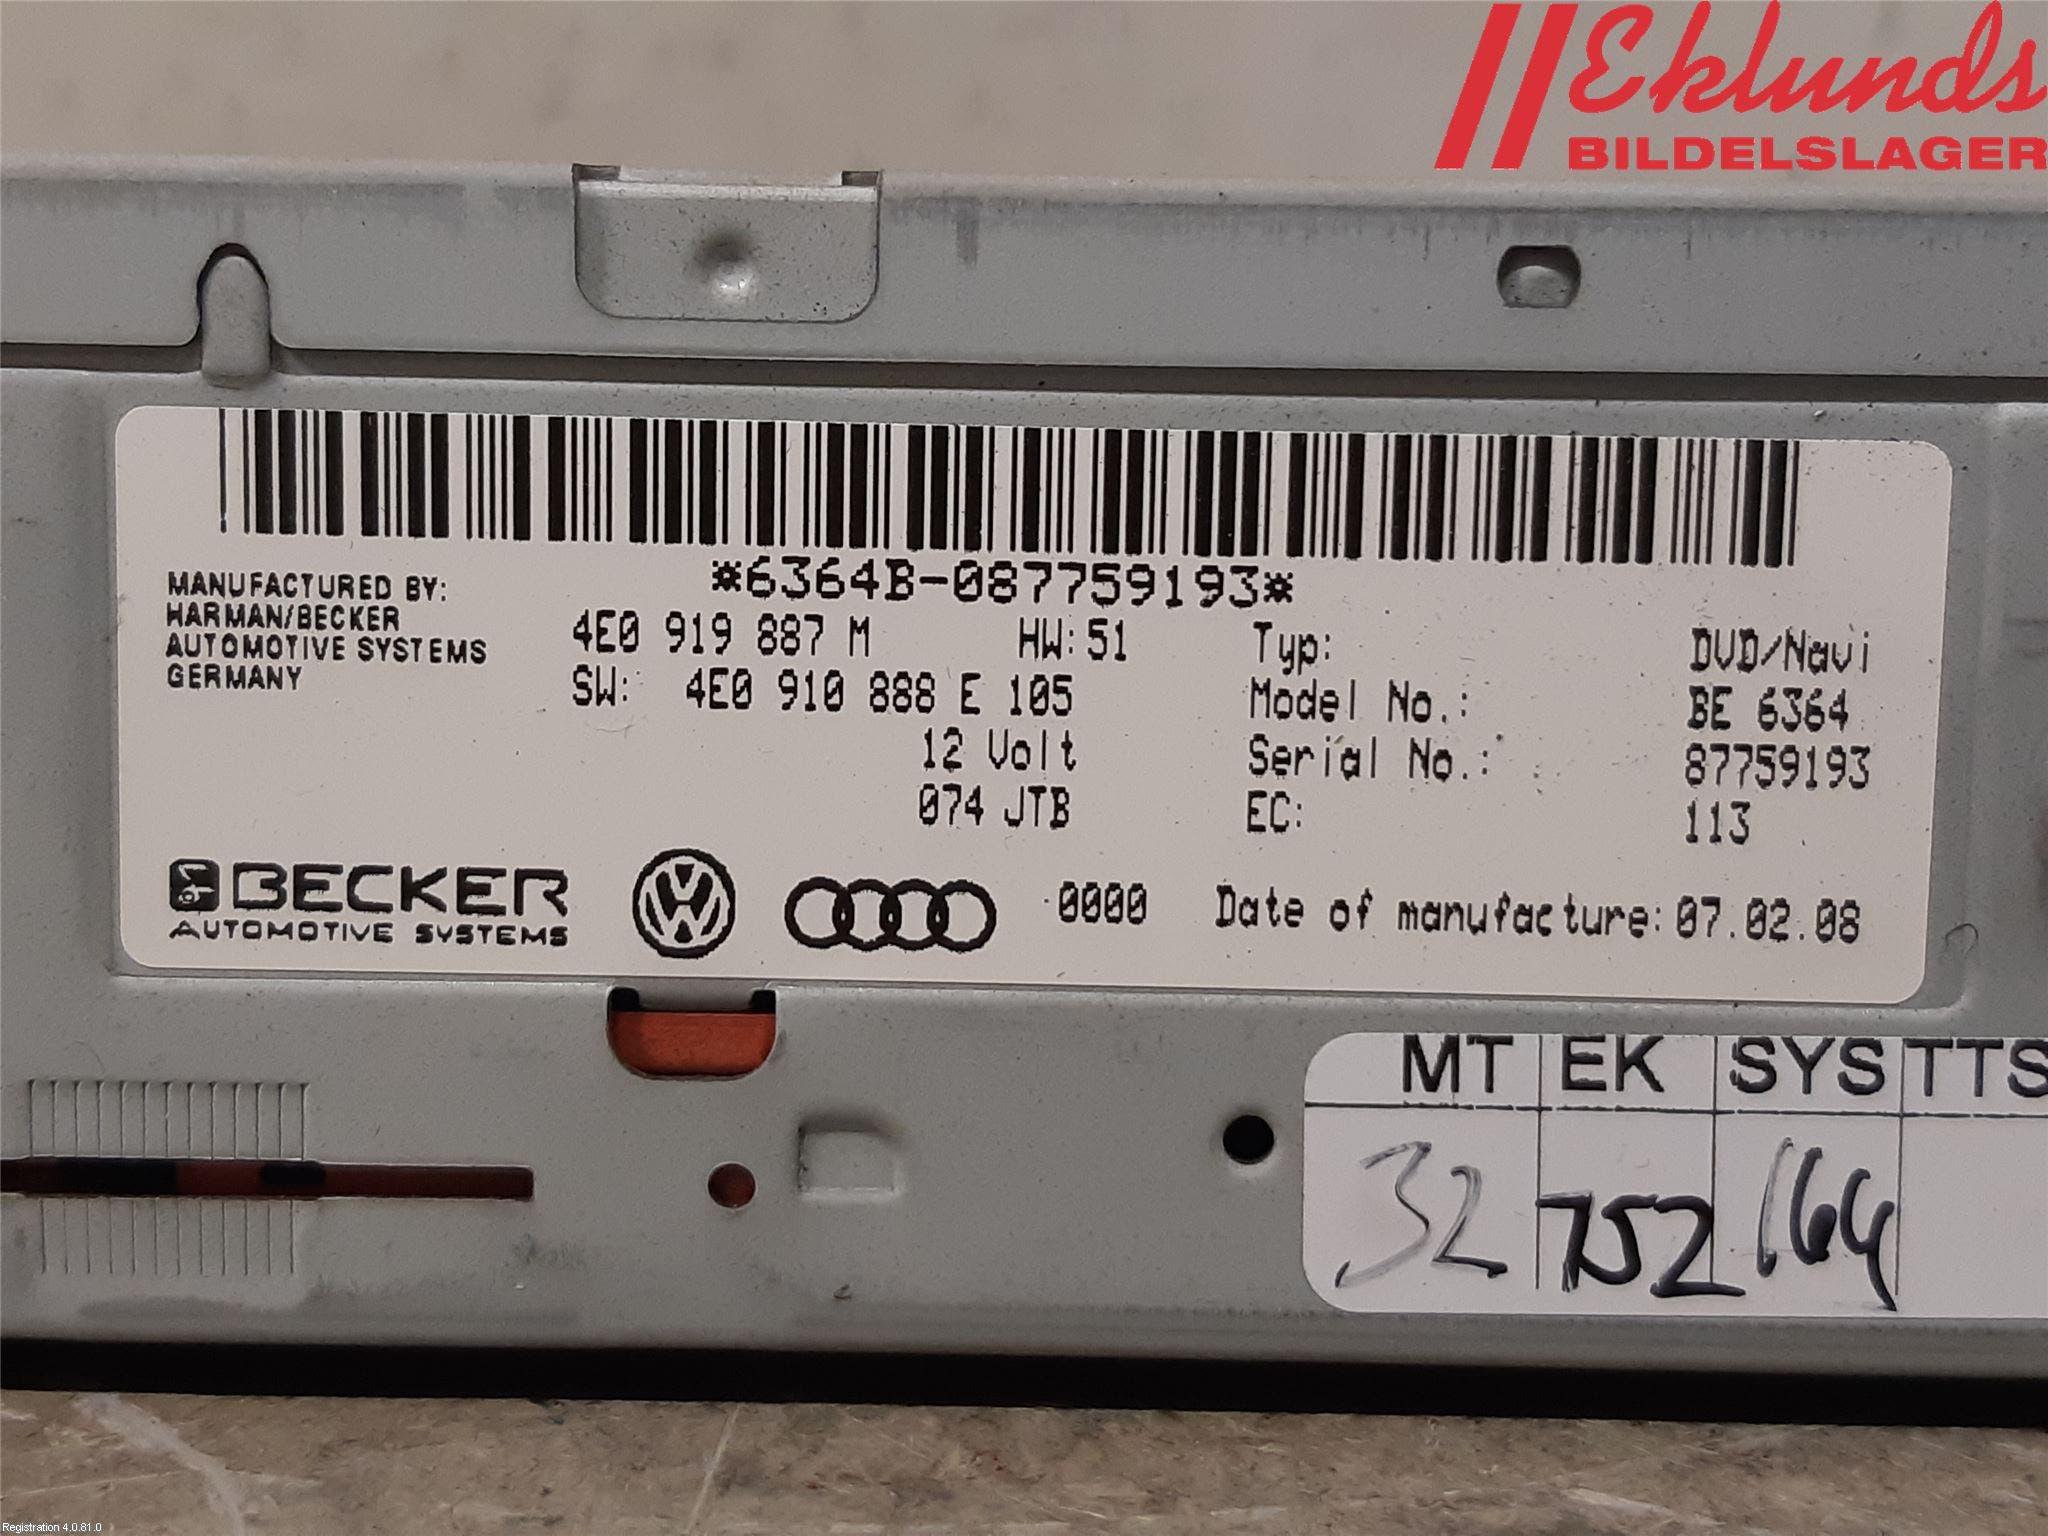 Eklunds
BILDELSLAGER
*6364B-087759193*
MANUFACTURED BY:
HARMAN/BECKER
AUTOMOTIVE SYSTEMS
GERMANY
4E0 919 887 M HW: 51
SW: 4E0 910 888 E 105
12 Volt
074 JTB
Typ: DVD/Navi
Model No.: BE 6364
Serial No.: 87759193
EC: 113
BECKER
AUTOMOTIVE SYSTEMS
0000 Date of manufacture: 07.02.08
MT EK SYS TTS
32 752 164
Registration 4.0.81.0